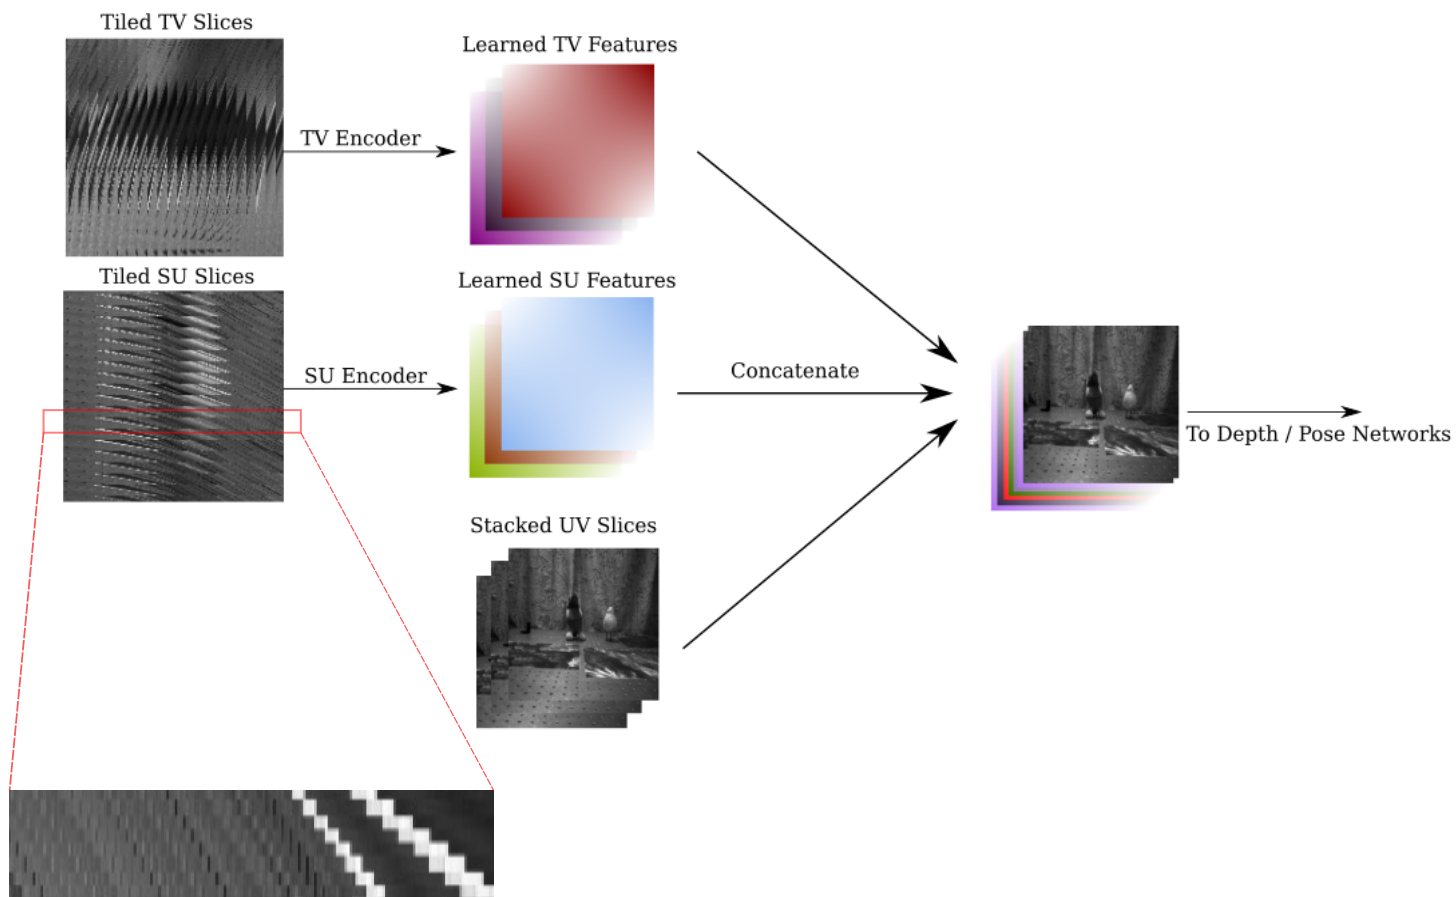 Tiled TV Slices
Learned TV Features
TV Encoder
Tiled SU Slices
Learned SU Features
SU Encoder
Concatenate
To Depth / Pose Networks
Stacked UV Slices